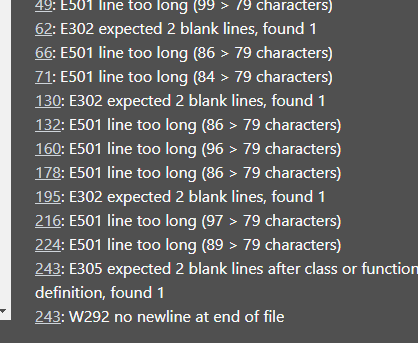 49: E501 line too long (99 > 79 characters)
62: E302 expected 2 blank lines, found 1
66: E501 line too long (86 > 79 characters)
71: E501 line too long (84 > 79 characters)
130: E302 expected 2 blank lines, found 1
132: E501 line too long (86 > 79 characters)
160: E501 line too long (96 > 79 characters)
178: E501 line too long (86 > 79 characters)
195: E302 expected 2 blank lines, found 1
216: E501 line too long (97 > 79 characters)
224: E501 line too long (89 > 79 characters)
243: E305 expected 2 blank lines after class or function
definition, found 1
243: W292 no newline at end of file